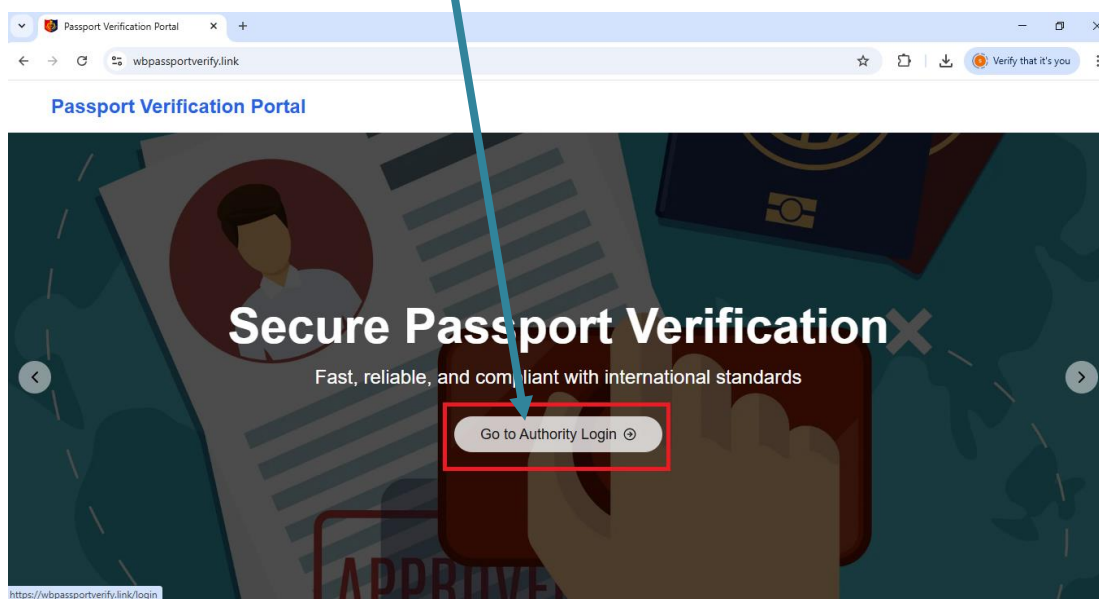 Passport Verification Portal
wbpassportverify.link
Verify that it's you
Passport Verification Portal
Secure Passport Verification
Fast, reliable, and compliant with international standards
Go to Authority Login
APPROVE
https://wbpassportverify.link/login